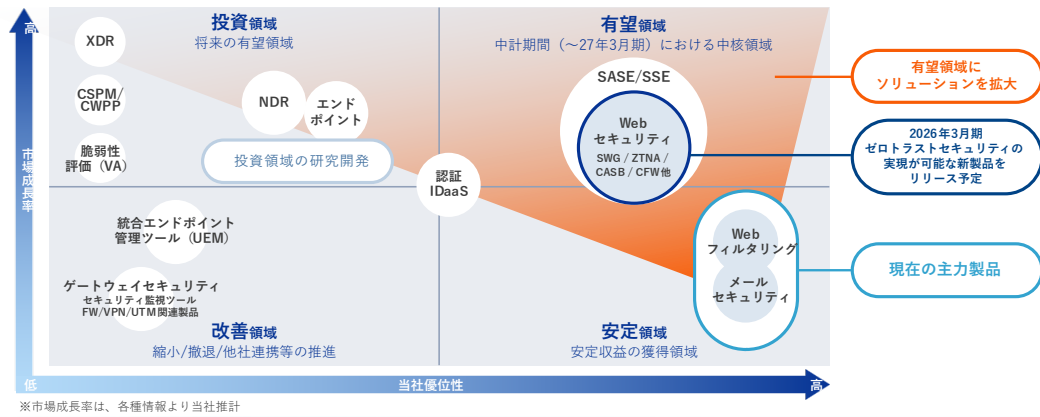 高
市場成長率
投資領域
将来の有望領域
XDR
CSPM/
CWPP
脆弱性
評価（VA）
NDR
エンド
ポイント
投資領域の研究開発
有望領域
中計期間（～27年3月期）における中核領域
SASE/SSE
Web
セキュリティ
SWG / ZTNA /
CASB / CFW他
認証
IDaaS
統合エンドポイント
管理ツール（UEM）
ゲートウェイセキュリティ
セキュリティ監視ツール
FW/VPN/UTM関連製品
改善領域
縮小/撤退/他社連携等の推進
Web
フィルタリング
メール
セキュリティ
安定領域
安定収益の獲得領域
有望領域に
ソリューションを拡大
2026年3月期
ゼロトラストセキュリティの
実現が可能な新製品を
リリース予定
現在の主力製品
低
当社優位性
高
※市場成長率は、各種情報より当社推計